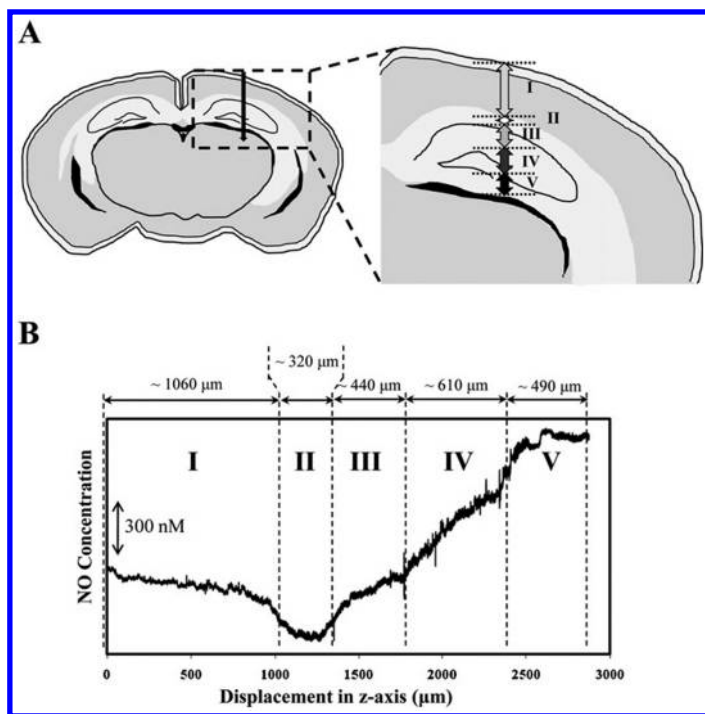 A
I
II
III
IV
V
B
~ 320 μm
~ 1060 μm
~ 440 μm
~ 610 μm
~ 490 μm
I II III IV V
300 nM
NO Concentration
0 500 1000 1500 2000 2500 3000
Displacement in z-axis (μm)